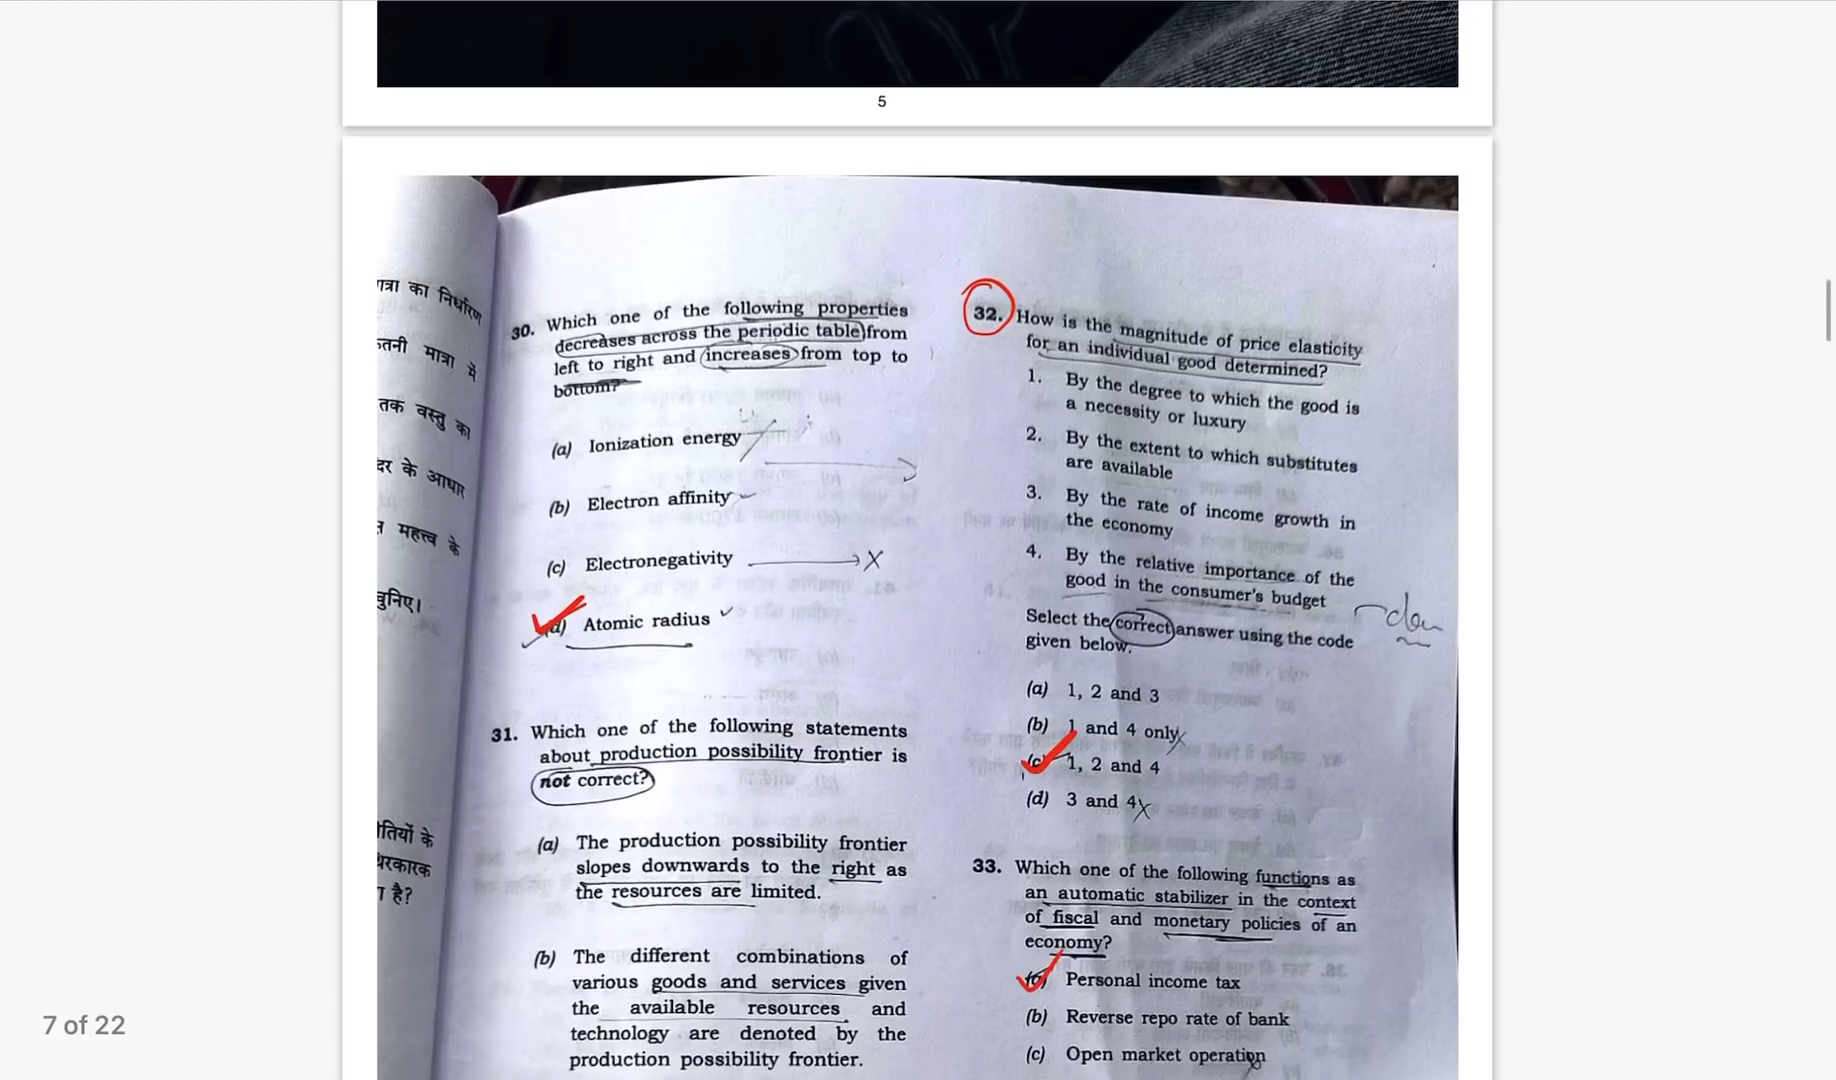 5
त्रा का निर्धारण
कतनी मात्रा में
तक वस्तु का
दर के आधार
महत्त्व के
चुनिए।
तियों के
थरकारक
है?
30. Which one of the following properties
decreases across the periodic table from
left to right and increases from top to
bottom?
(a) Ionization energy
(b) Electron affinity
(c) Electronegativity
(d) Atomic radius
31. Which one of the following statements
about production possibility frontier is
not correct?
(a) The production possibility frontier
slopes downwards to the right as
the resources are limited.
(b) The different combinations of
various goods and services given
the available resources and
technology are denoted by the
production possibility frontier.
32. How is the magnitude of price elasticity
for an individual good determined?
1. By the degree to which the good is
a necessity or luxury
2. By the extent to which substitutes
are available
3. By the rate of income growth in
the economy
4. By the relative importance of the
good in the consumer's budget
Select the correct answer using the code
given below.
(a) 1, 2 and 3
(b) 1 and 4 only
(c) 1, 2 and 4
(d) 3 and 4
33. Which one of the following functions as
an automatic stabilizer in the context
of fiscal and monetary policies of an
economy?
(a) Personal income tax
(b) Reverse repo rate of bank
(c) Open market operation
7 of 22